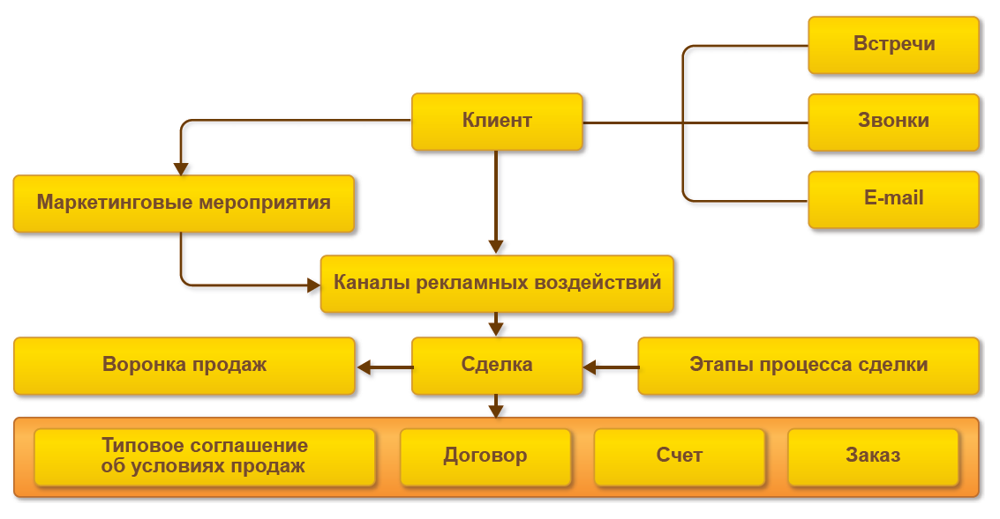 Встречи
Клиент
Звонки
Маркетинговые мероприятия
E-mail
Каналы рекламных воздействий
Воронка продаж
Сделка
Этапы процесса сделки
Типовое соглашение
об условиях продаж
Договор
Счет
Заказ